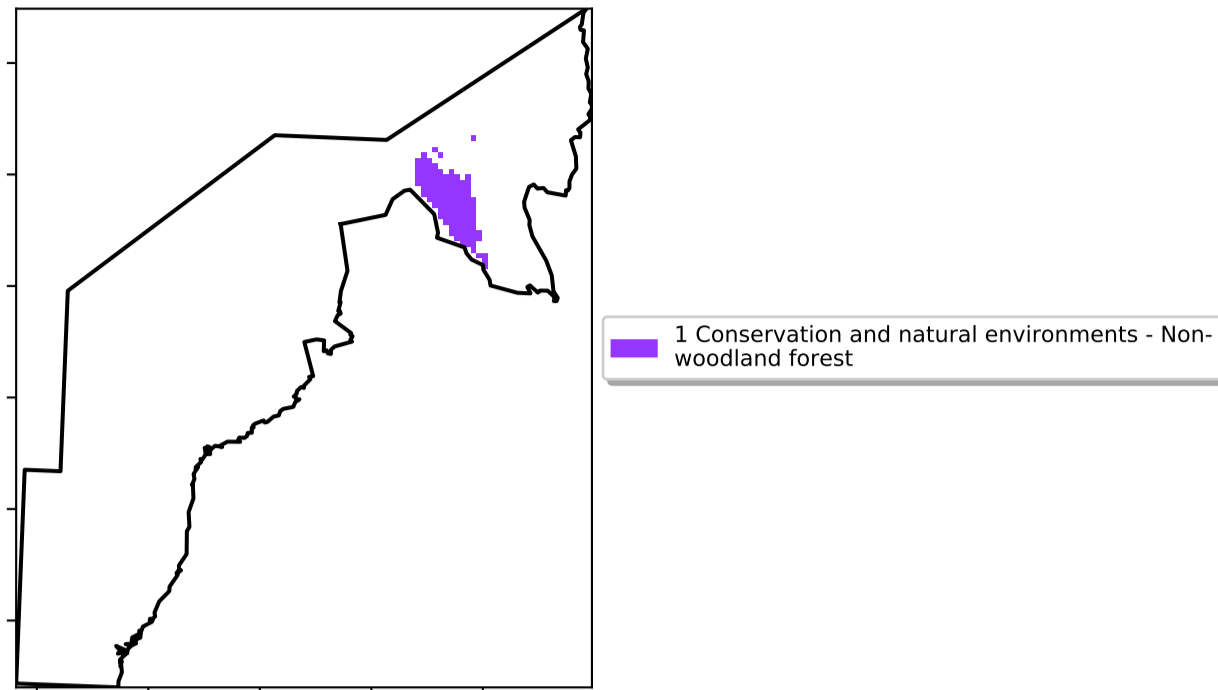 1 Conservation and natural environments - Non-
woodland forest